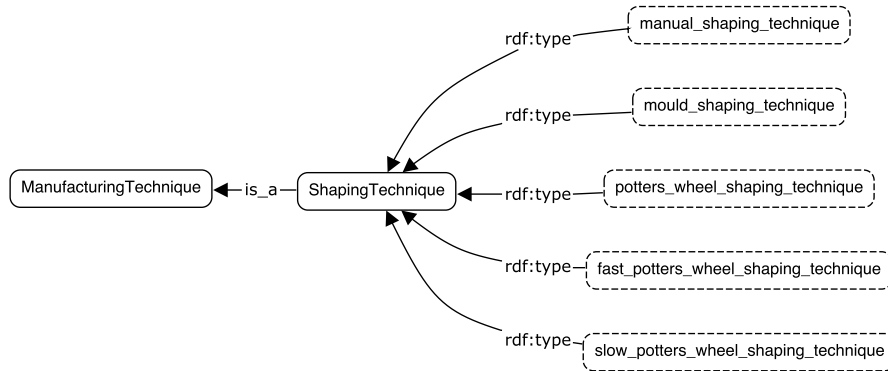 manual_shaping_technique
rdf:type
mould_shaping_technique
rdf:type
ManufacturingTechnique
is_a
ShapingTechnique
rdf:type
potters_wheel_shaping_technique
rdf:type
fast_potters_wheel_shaping_technique
rdf:type
slow_potters_wheel_shaping_technique